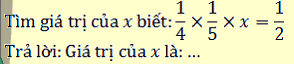 Tìm giá trị của x biết: 1/4 × 1/5 × x = 1/2
Trả lời: Giá trị của x là: ...